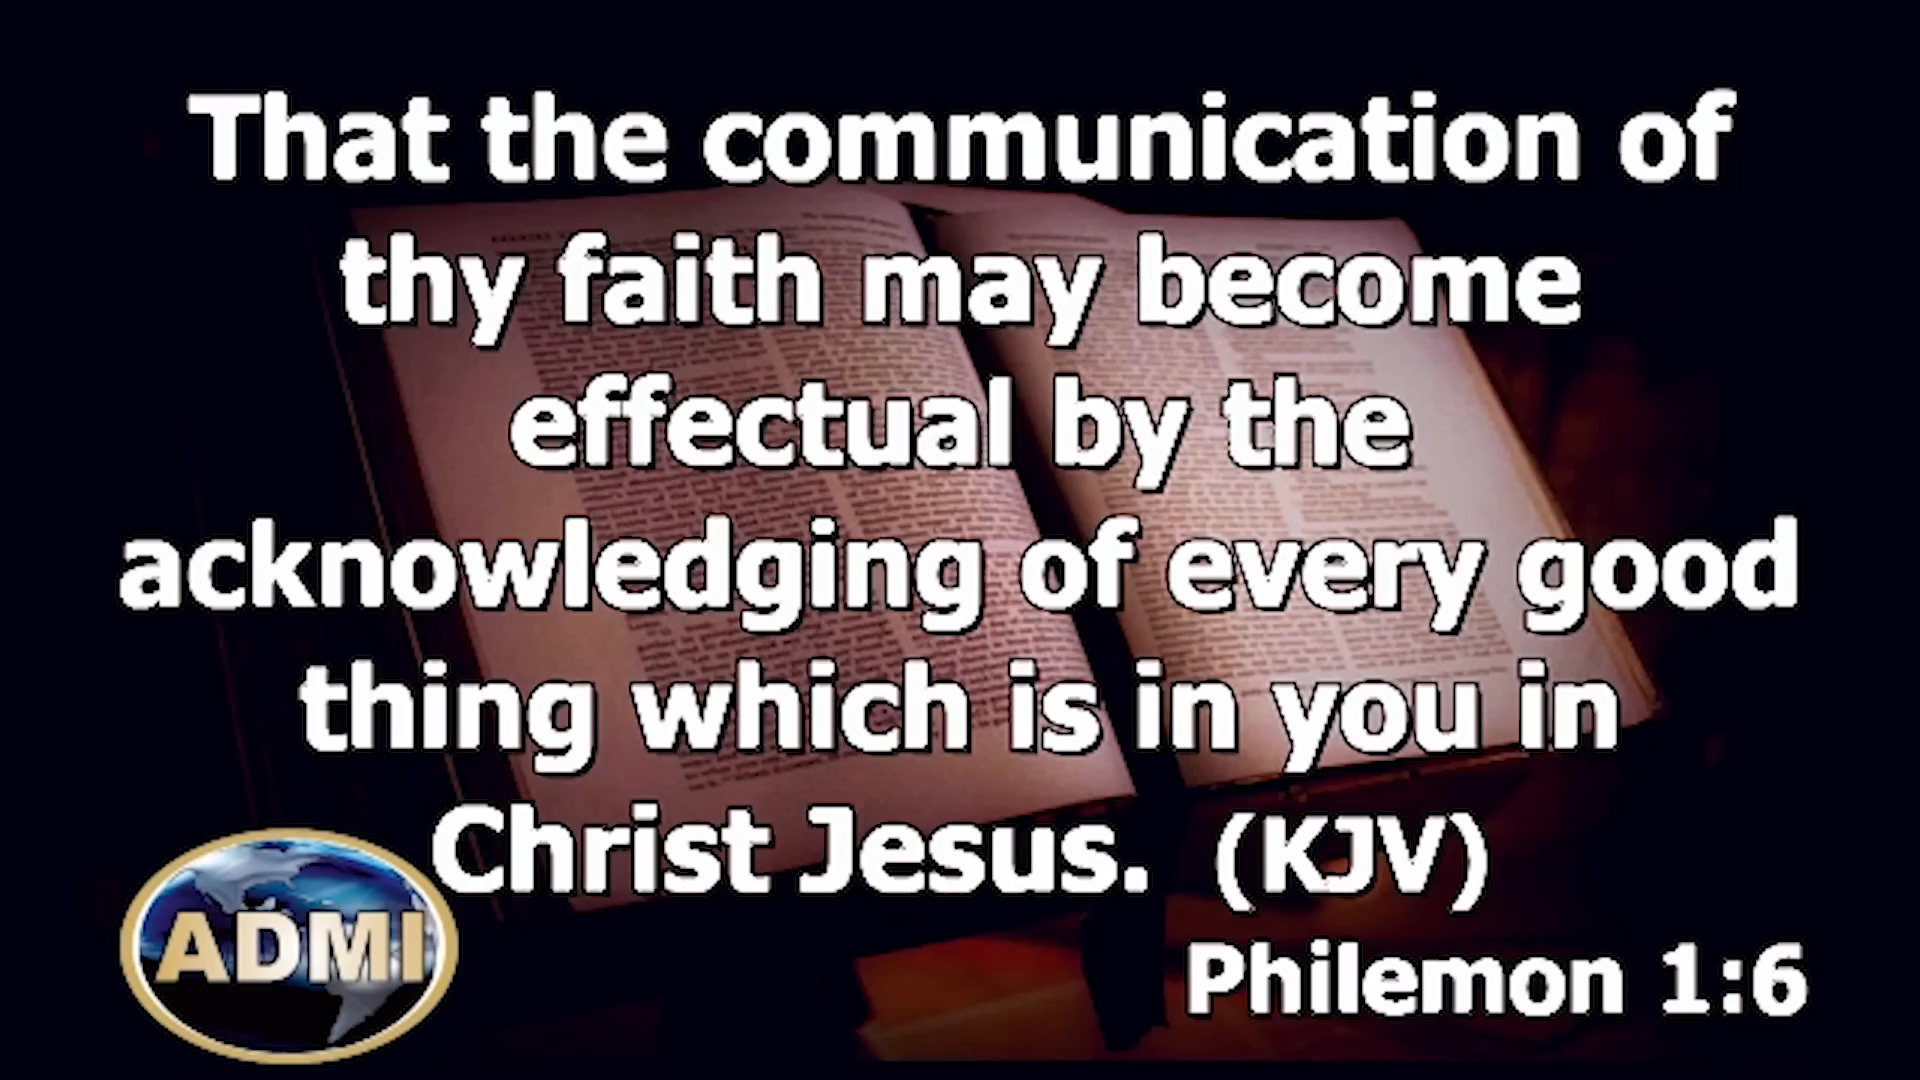 That the communication of
thy faith may become
effectual by the
acknowledging of every good
thing which is in you in
Christ Jesus.  (KJV)
Philemon 1:6
ADMI